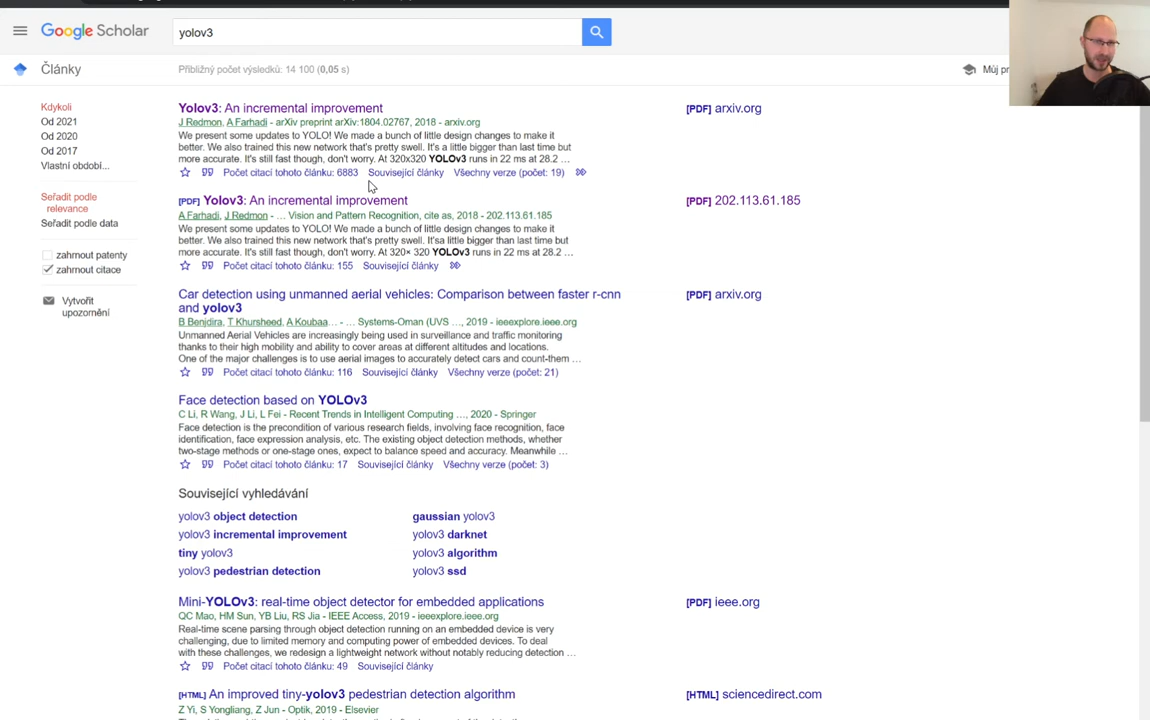 Google Scholar
yolov3
Články
Přibližný počet výsledků: 14 100 (0,05 s)
Můj pr
Kdykoli
Od 2021
Od 2020
Od 2017
Vlastní období...
Seřadit podle
relevance
Seřadit podle data
zahrnout patenty
zahrnout citace
Vytvořit
upozornění
Yolov3: An incremental improvement
[PDF] arxiv.org
J Redmon, A Farhadi - arXiv preprint arXiv:1804.02767, 2018 - arxiv.org
We present some updates to YOLO! We made a bunch of little design changes to make it
better. We also trained this new network that's pretty swell. It's a little bigger than last time but
more accurate. It's still fast though, don't worry. At 320x320 YOLOv3 runs in 22 ms at 28.2 ...
Počet citací tohoto článku: 6883 Související články Všechny verze (počet: 19)
[PDF] Yolov3: An incremental improvement
[PDF] 202.113.61.185
A Farhadi, J Redmon - ... Vision and Pattern Recognition, cite as, 2018 - 202.113.61.185
We present some updates to YOLO! We made a bunch of little design changes to make it
better. We also trained this new network that's pretty swell. It'sa little bigger than last time but
more accurate. It's still fast though, don't worry. At 320× 320 YOLOv3 runs in 22 ms at 28.2 ...
Počet citací tohoto článku: 155 Související články
Car detection using unmanned aerial vehicles: Comparison between faster r-cnn
and yolov3
[PDF] arxiv.org
B Benjdira, T Khursheed, A Koubaa... - ... Systems-Oman (UVS ..., 2019 - ieeexplore.ieee.org
Unmanned Aerial Vehicles are increasingly being used in surveillance and traffic monitoring
thanks to their high mobility and ability to cover areas at different altitudes and locations.
One of the major challenges is to use aerial images to accurately detect cars and count-them ...
Počet citací tohoto článku: 116 Související články Všechny verze (počet: 21)
Face detection based on YOLOv3
C Li, R Wang, J Li, L Fei - Recent Trends in Intelligent Computing ..., 2020 - Springer
Face detection is the precondition of various research fields, involving face recognition, face
identification, face expression analysis, etc. The existing object detection methods, whether
two-stage methods or one-stage ones, expect to balance speed and accuracy. Meanwhile ...
Počet citací tohoto článku: 17 Související články Všechny verze (počet: 3)
Související vyhledávání
yolov3 object detection
gaussian yolov3
yolov3 incremental improvement
yolov3 darknet
tiny yolov3
yolov3 algorithm
yolov3 pedestrian detection
yolov3 ssd
Mini-YOLOv3: real-time object detector for embedded applications
[PDF] ieee.org
QC Mao, HM Sun, YB Liu, RS Jia - IEEE Access, 2019 - ieeexplore.ieee.org
Real-time scene parsing through object detection running on an embedded device is very
challenging, due to limited memory and computing power of embedded devices. To deal
with these challenges, we redesign a lightweight network without notably reducing detection ...
Počet citací tohoto článku: 49 Související články
[HTML] An improved tiny-yolov3 pedestrian detection algorithm
[HTML] sciencedirect.com
Z Yi, S Yongliang, Z Jun - Optik, 2019 - Elsevier